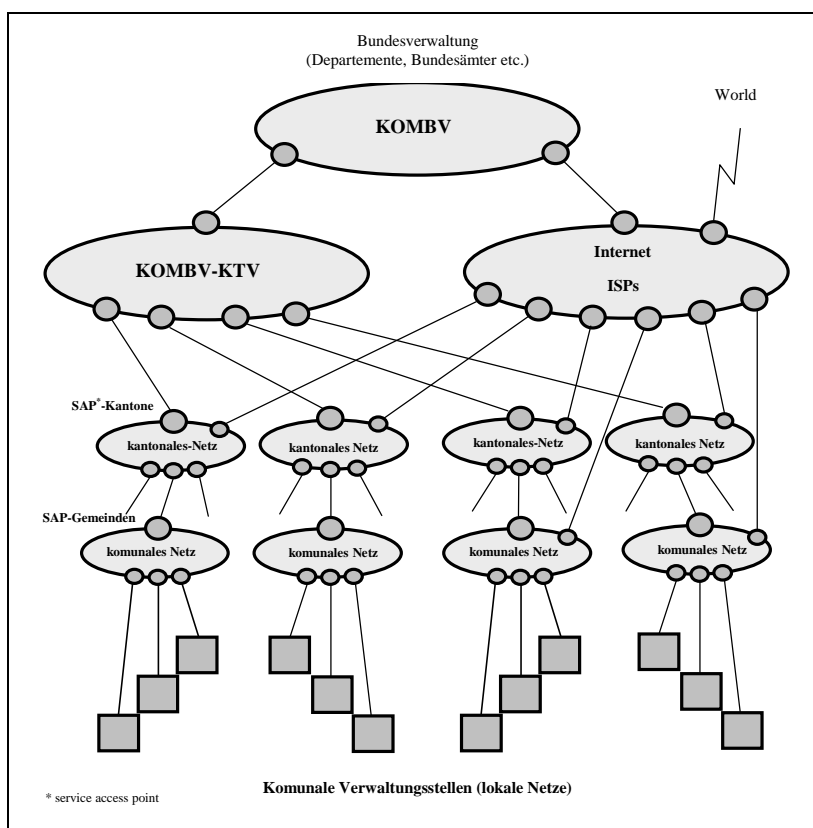 Bundesverwaltung
(Departemente, Bundesämter etc.)
KOMBV
World
KOMBV-KTV
Internet
ISPs
SAP*-Kantone
kantonales-Netz
kantonales Netz
kantonales-Netz
kantonales Netz
SAP-Gemeinden
komunales Netz
komunales Netz
komunales Netz
komunales Netz
Komunale Verwaltungsstellen (lokale Netze)
* service access point